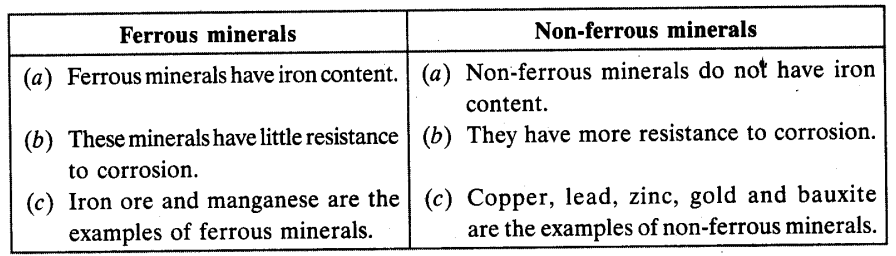 Ferrous minerals
Non-ferrous minerals
(a) Ferrous minerals have iron content.
(a) Non-ferrous minerals do not have iron
content.
(b) These minerals have little resistance
to corrosion.
(b) They have more resistance to corrosion.
(c) Iron ore and manganese are the
examples of ferrous minerals.
(c) Copper, lead, zinc, gold and bauxite
are the examples of non-ferrous minerals.